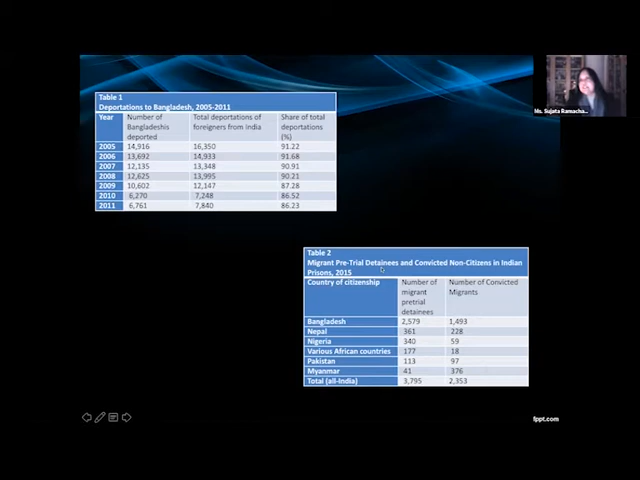 Table 1
Deportations to Bangladesh, 2005-2011
Year Number of Bangladeshis deported Total deportations of foreigners from India Share of total deportations (%)
2005 14,916 16,350 91.22
2006 13,692 14,933 91.68
2007 12,135 13,348 90.91
2008 12,625 13,995 90.21
2009 10,602 12,147 87.28
2010 6,270 7,248 86.52
2011 6,761 7,840 86.23
Ms. Sujata Ramacha...
Table 2
Migrant Pre-Trial Detainees and Convicted Non-Citizens in Indian
Prisons, 2015
Country of citizenship Number of migrant pretrial detainees Number of Convicted Migrants
Bangladesh 2,579 1,493
Nepal 361 228
Nigeria 340 59
Various African countries 177 18
Pakistan 113 97
Myanmar 41 376
Total (all-India) 3,795 2,353
fppt.com